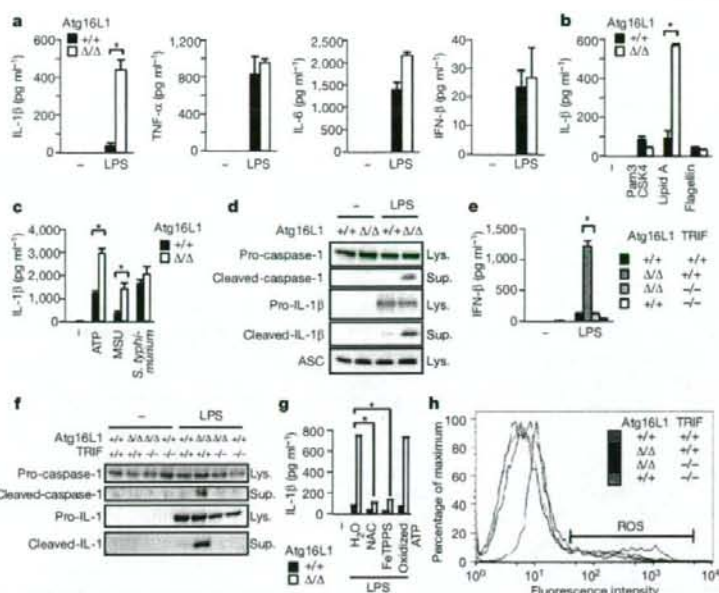 a
Atg16L1
+/+
Δ/Δ
IL-1β (pg ml⁻¹)
600
400
200
0
*
–
LPS
TNF-α (pg ml⁻¹)
1,200
900
600
300
0
–
LPS
IL-6 (pg ml⁻¹)
2,500
2,000
1,500
1,000
500
0
–
LPS
IFN-β (pg ml⁻¹)
40
30
20
10
0
–
LPS
b
Atg16L1
+/+
Δ/Δ
IL-β (pg ml⁻¹)
600
400
200
0
*
–
Pam3
CSK4
Lipid A
Flagellin
c
IL-1β (pg ml⁻¹)
4,000
3,000
2,000
1,000
0
Atg16L1
+/+
Δ/Δ
*
*
–
ATP
MSU
S. typhi-
murium
d
– LPS
Atg16L1 +/+ Δ/Δ +/+ Δ/Δ
Pro-caspase-1 Lys.
Cleaved-caspase-1 Sup.
Pro-IL-1β Lys.
Cleaved-IL-1β Sup.
ASC Lys.
e
IFN-β (pg ml⁻¹)
1,500
1,000
500
0
*
–
LPS
Atg16L1 TRIF
+/+ +/+
Δ/Δ +/+
Δ/Δ –/–
+/+ –/–
f
– LPS
Atg16L1 +/+ Δ/Δ Δ/Δ +/+ +/+ Δ/Δ Δ/Δ +/+
TRIF +/+ +/+ -/- -/- +/+ +/+ -/- -/-
Pro-caspase-1 Lys.
Cleaved-caspase-1 Sup.
Pro-IL-1 Lys.
Cleaved-IL-1 Sup.
g
IL-1β (pg ml⁻¹)
800
600
400
200
0
*
*
–
H₂O
NAC
FeTPPS
Oxidized
ATP
LPS
Atg16L1
+/+
Δ/Δ
h
Percentage of maximum
100
80
60
40
20
0
Atg16L1 TRIF
+/+ +/+
Δ/Δ +/+
Δ/Δ –/–
+/+ –/–
ROS
10⁰ 10¹ 10² 10³ 10⁴
Fluorescence intensity